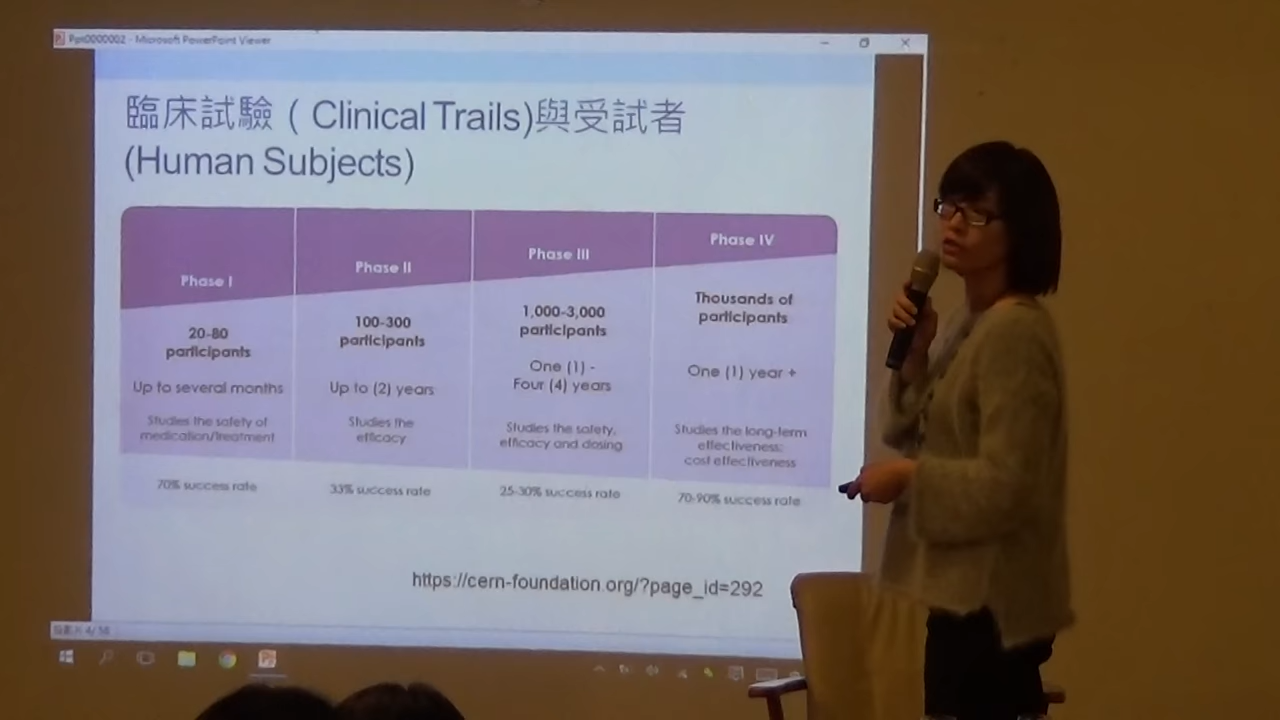 Ppt0000002 - Microsoft PowerPoint Viewer
臨床試驗 ( Clinical Trails)與受試者
(Human Subjects)
Phase I
20-80
participants
Up to several months
Studies the safety of
medication/treatment
70% success rate
Phase II
100-300
participants
Up to (2) years
Studies the
efficacy
33% success rate
Phase III
1,000-3,000
participants
One (1) -
Four (4) years
Studies the safety,
efficacy and dosing
25-30% success rate
Phase IV
Thousands of
participants
One (1) year +
Studies the long-term
effectiveness;
cost effectiveness
70-90% success rate
https://cern-foundation.org/?page_id=292